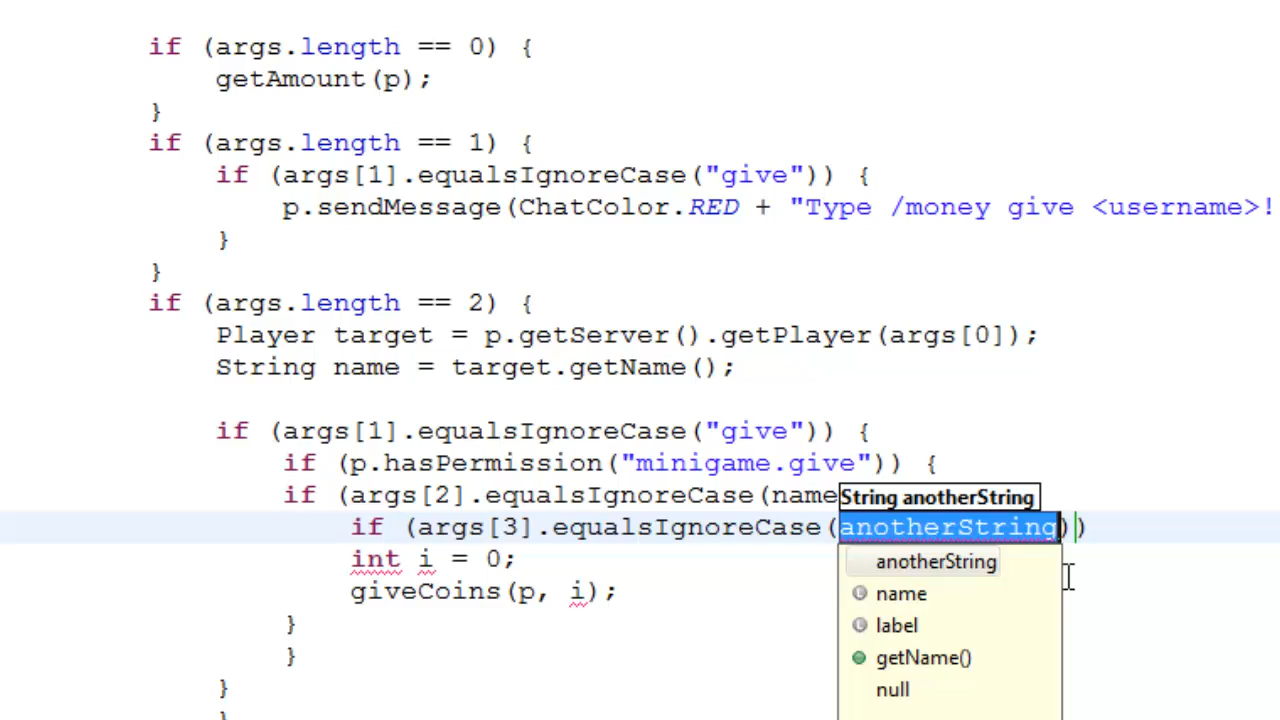 if (args.length == 0) {
getAmount(p);
}
if (args.length == 1) {
if (args[1].equalsIgnoreCase("give")) {
p.sendMessage(ChatColor.RED + "Type /money give <username>!
}
}
if (args.length == 2) {
Player target = p.getServer().getPlayer(args[0]);
String name = target.getName();
if (args[1].equalsIgnoreCase("give")) {
if (p.hasPermission("minigame.give")) {
if (args[2].equalsIgnoreCase(name
String anotherString
if (args[3].equalsIgnoreCase(anotherString))
int i = 0;
giveCoins(p, i);
}
}
}
anotherString
name
label
getName()
null